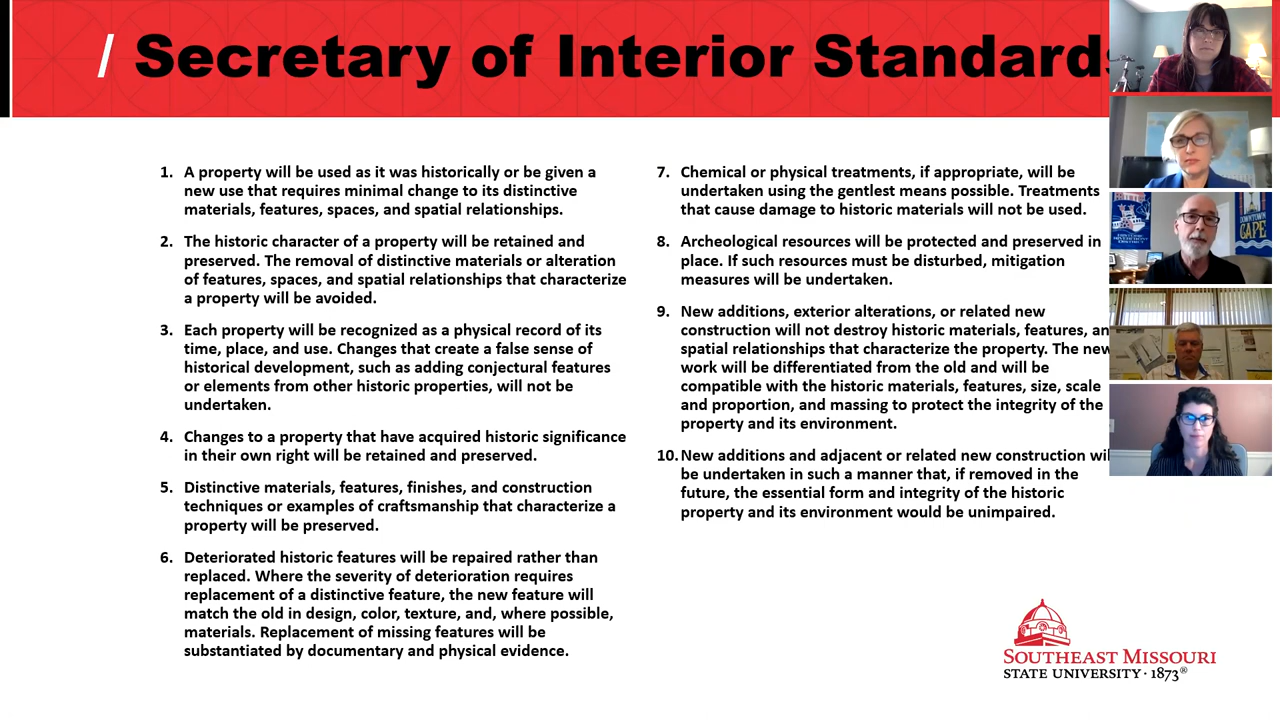 / Secretary of Interior Standards
1. A property will be used as it was historically or be given a
new use that requires minimal change to its distinctive
materials, features, spaces, and spatial relationships.
2. The historic character of a property will be retained and
preserved. The removal of distinctive materials or alteration
of features, spaces, and spatial relationships that characterize
a property will be avoided.
3. Each property will be recognized as a physical record of its
time, place, and use. Changes that create a false sense of
historical development, such as adding conjectural features
or elements from other historic properties, will not be
undertaken.
4. Changes to a property that have acquired historic significance
in their own right will be retained and preserved.
5. Distinctive materials, features, finishes, and construction
techniques or examples of craftsmanship that characterize a
property will be preserved.
6. Deteriorated historic features will be repaired rather than
replaced. Where the severity of deterioration requires
replacement of a distinctive feature, the new feature will
match the old in design, color, texture, and, where possible,
materials. Replacement of missing features will be
substantiated by documentary and physical evidence.
7. Chemical or physical treatments, if appropriate, will be
undertaken using the gentlest means possible. Treatments
that cause damage to historic materials will not be used.
8. Archeological resources will be protected and preserved in
place. If such resources must be disturbed, mitigation
measures will be undertaken.
9. New additions, exterior alterations, or related new
construction will not destroy historic materials, features, an
spatial relationships that characterize the property. The new
work will be differentiated from the old and will be
compatible with the historic materials, features, size, scale
and proportion, and massing to protect the integrity of the
property and its environment.
10. New additions and adjacent or related new construction wil
be undertaken in such a manner that, if removed in the
future, the essential form and integrity of the historic
property and its environment would be unimpaired.
DOWNTOWN
CAPE
SOUTHEAST MISSOURI
STATE UNIVERSITY · 1873®